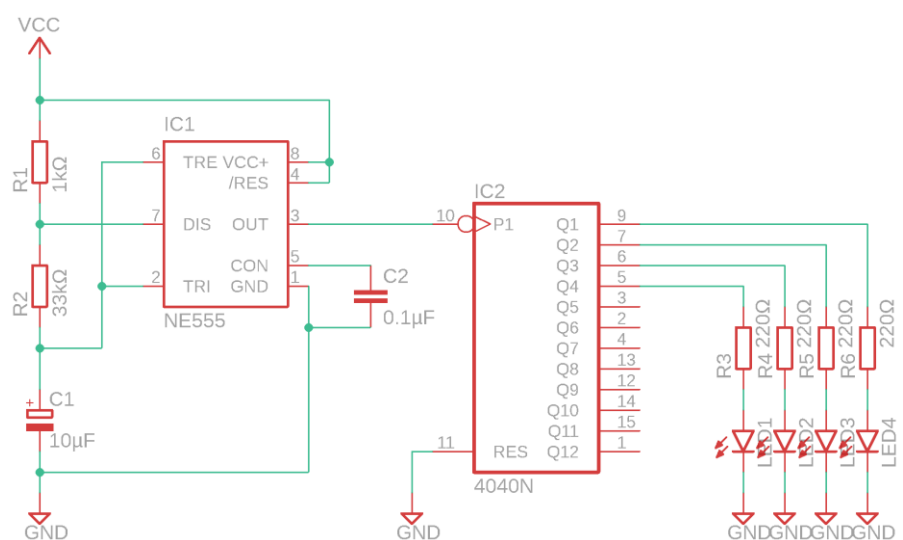 VCC
IC1
6 TRE VCC+ 8
/RES 4
R1 1kΩ
7 DIS OUT 3
CON 5
2 TRI GND 1
R2 33kΩ
NE555
C2
0.1µF
+ C1
10µF
GND
IC2
10 P1 Q1 9
Q2 7
Q3 6
Q4 5
Q5 3
Q6 2
Q7 4
Q8 13
Q9 12
Q10 14
Q11 15
11 RES Q12 1
4040N
GND
R3 220Ω
R4 220Ω
R5 220Ω
R6 220Ω
LED1
LED2
LED3
LED4
GND GND GND GND